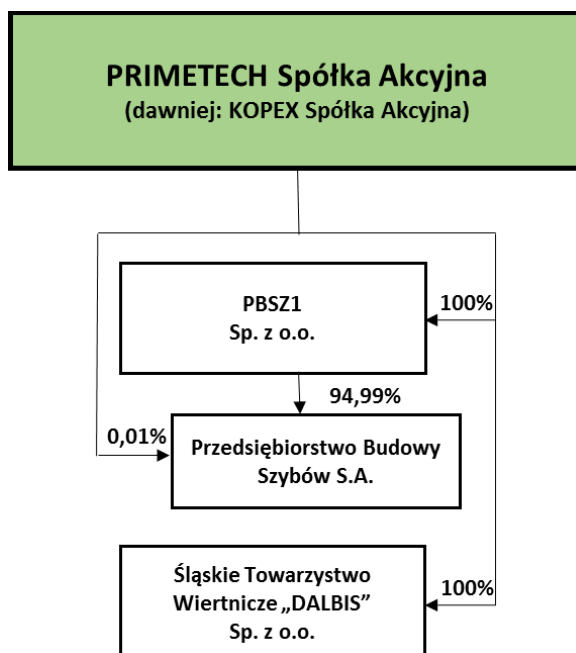 PRIMETECH Spółka Akcyjna
(dawniej: KOPEX Spółka Akcyjna)
PBSZ1
Sp. z o.o.
100%
94,99%
0,01%
Przedsiębiorstwo Budowy
Szybów S.A.
Śląskie Towarzystwo
Wiertnicze „DALBIS”
Sp. z o.o.
100%